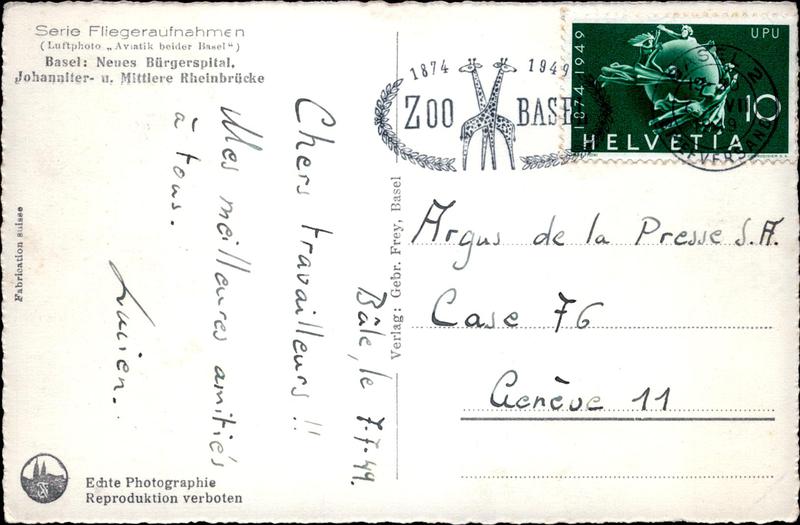 Serie Fliegeraufnahmen
(Luftphoto „Aviatik beider Basel")
Basel: Neues Bürgerspital,
Johanniter- u. Mittlere Rheinbrücke
Bâle, le 7.7.49.
Chers travailleurs !!
Mes meilleures amitiés
à tous.
Lucien.
Fabrication suisse
Echte Photographie
Reproduktion verboten
Verlag: Gebr. Frey, Basel
1874 1949
ZOO BASEL
1874-1949
UPU
10
HELVETIA
Argus de la Presse S.A.
Case 76
Genève 11